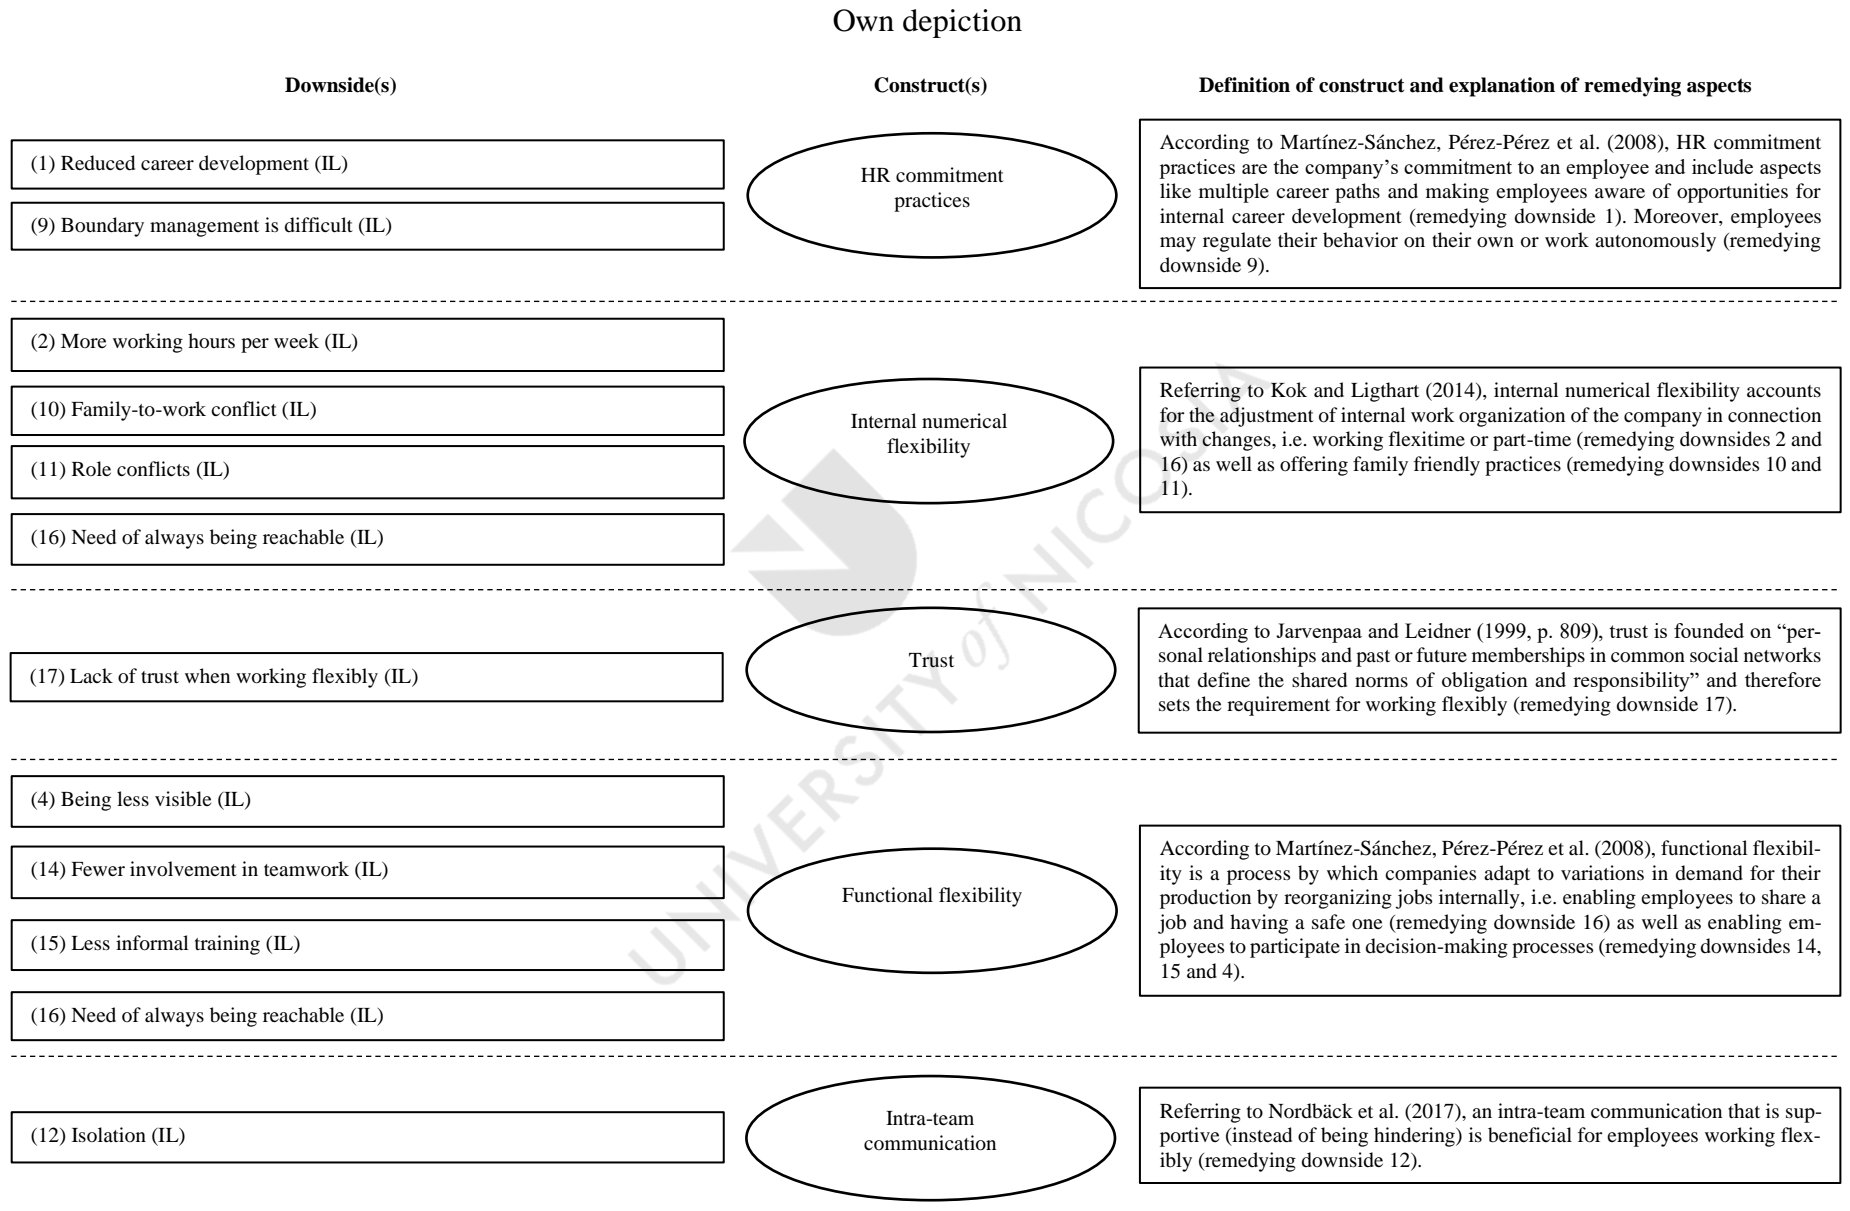 Own depiction
Downside(s)
Construct(s)
Definition of construct and explanation of remedying aspects
(1) Reduced career development (IL)
(9) Boundary management is difficult (IL)
HR commitment
practices
According to Martínez-Sánchez, Pérez-Pérez et al. (2008), HR commitment
practices are the company’s commitment to an employee and include aspects
like multiple career paths and making employees aware of opportunities for
internal career development (remedying downside 1). Moreover, employees
may regulate their behavior on their own or work autonomously (remedying
downside 9).
(2) More working hours per week (IL)
(10) Family-to-work conflict (IL)
(11) Role conflicts (IL)
(16) Need of always being reachable (IL)
Internal numerical
flexibility
Referring to Kok and Ligthart (2014), internal numerical flexibility accounts
for the adjustment of internal work organization of the company in connection
with changes, i.e. working flexitime or part-time (remedying downsides 2 and
16) as well as offering family friendly practices (remedying downsides 10 and
11).
(17) Lack of trust when working flexibly (IL)
Trust
According to Jarvenpaa and Leidner (1999, p. 809), trust is founded on “per-
sonal relationships and past or future memberships in common social networks
that define the shared norms of obligation and responsibility” and therefore
sets the requirement for working flexibly (remedying downside 17).
(4) Being less visible (IL)
(14) Fewer involvement in teamwork (IL)
(15) Less informal training (IL)
(16) Need of always being reachable (IL)
Functional flexibility
According to Martínez-Sánchez, Pérez-Pérez et al. (2008), functional flexibil-
ity is a process by which companies adapt to variations in demand for their
production by reorganizing jobs internally, i.e. enabling employees to share a
job and having a safe one (remedying downside 16) as well as enabling em-
ployees to participate in decision-making processes (remedying downsides 14,
15 and 4).
(12) Isolation (IL)
Intra-team
communication
Referring to Nordbäck et al. (2017), an intra-team communication that is sup-
portive (instead of being hindering) is beneficial for employees working flex-
ibly (remedying downside 12).
UNIVERSITY of NICOSIA